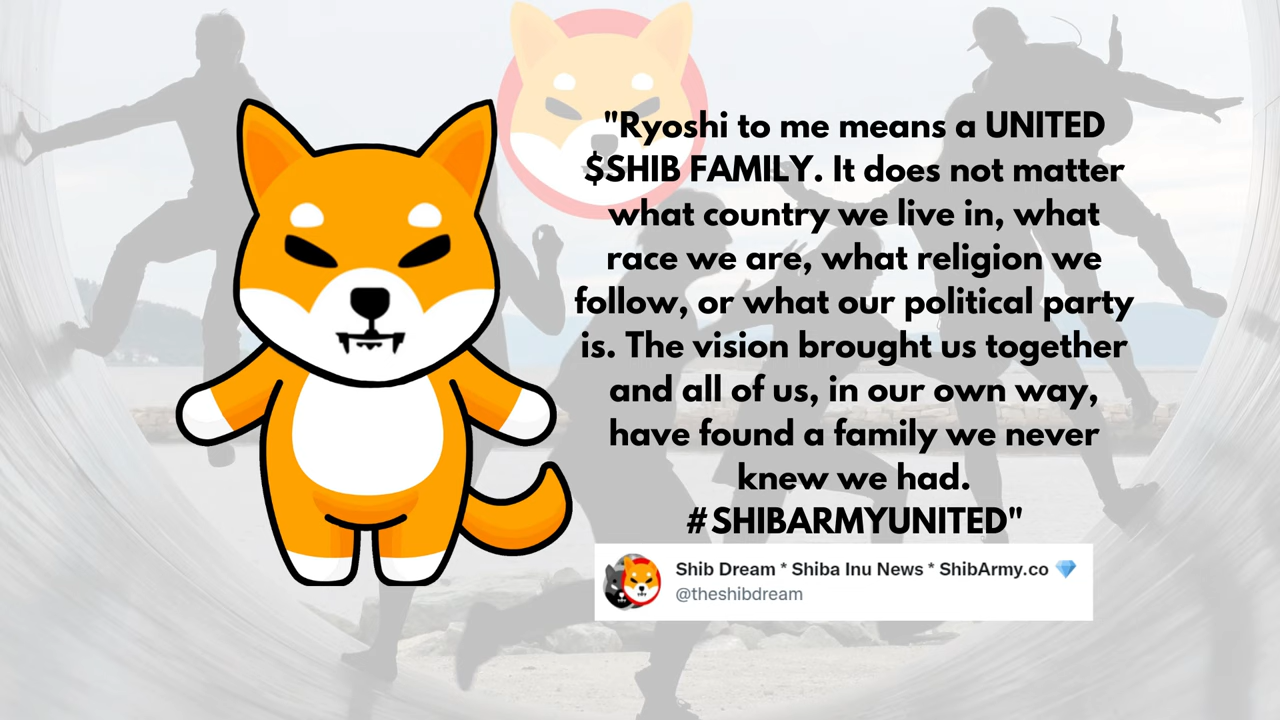 "Ryoshi to me means a UNITED
$SHIB FAMILY. It does not matter
what country we live in, what
race we are, what religion we
follow, or what our political party
is. The vision brought us together
and all of us, in our own way,
have found a family we never
knew we had.
#SHIBARMYUNITED"
Shib Dream * Shiba Inu News * ShibArmy.co 💎
@theshibdream